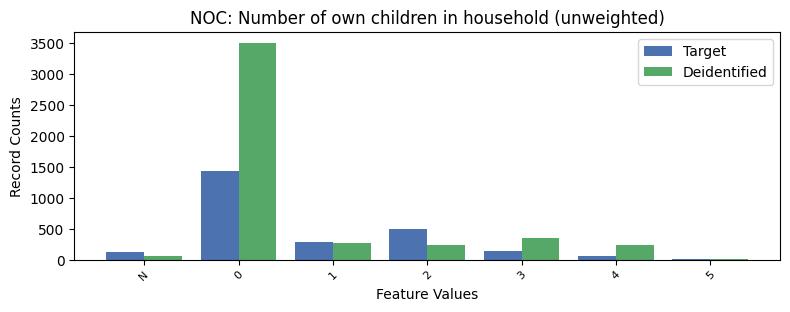 NOC: Number of own children in household (unweighted)
Target
Deidentified
Record Counts
3500
3000
2500
2000
1500
1000
500
0
N 0 1 2 3 4 5
Feature Values